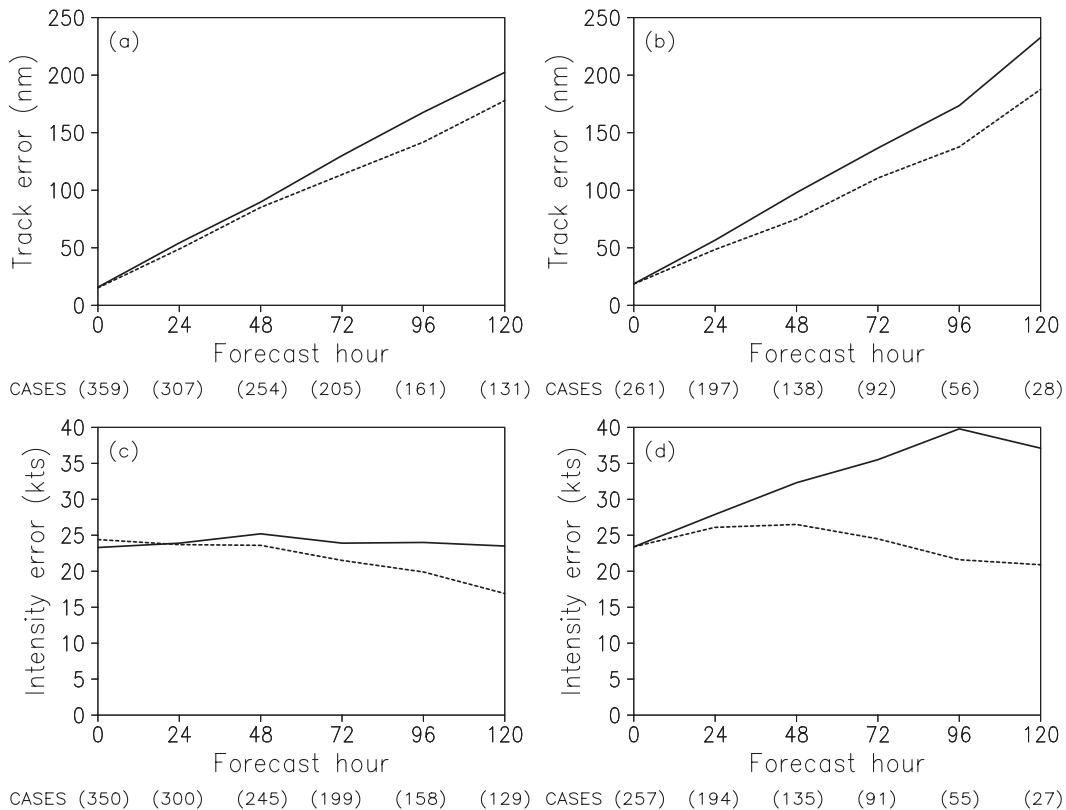 (a)
250
200
150
100
50
0
Track error (nm)
0 24 48 72 96 120
Forecast hour
CASES (359) (307) (254) (205) (161) (131)
(b)
250
200
150
100
50
0
Track error (nm)
0 24 48 72 96 120
Forecast hour
CASES (261) (197) (138) (92) (56) (28)
(c)
40
35
30
25
20
15
10
5
0
Intensity error (kts)
0 24 48 72 96 120
Forecast hour
CASES (350) (300) (245) (199) (158) (129)
(d)
40
35
30
25
20
15
10
5
0
Intensity error (kts)
0 24 48 72 96 120
Forecast hour
CASES (257) (194) (135) (91) (55) (27)